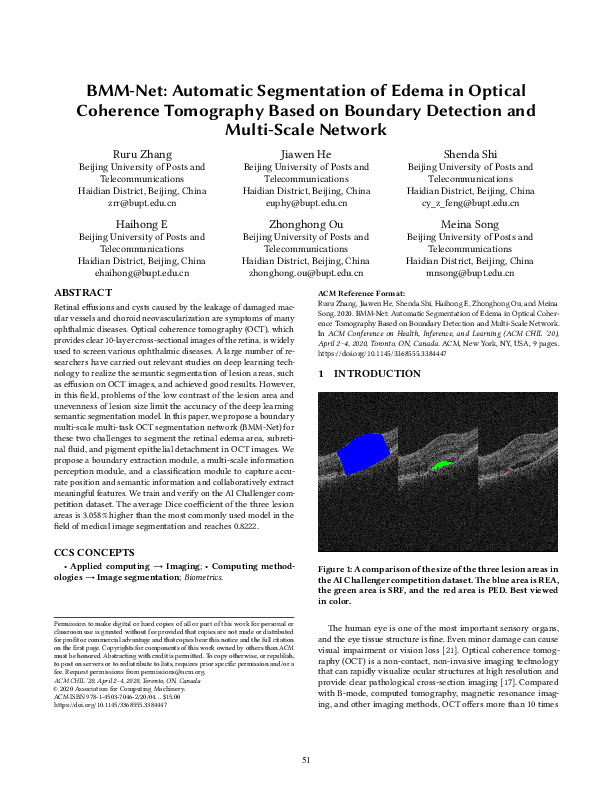 BMM-Net: Automatic Segmentation of Edema in Optical
Coherence Tomography Based on Boundary Detection and
Multi-Scale Network
Ruru Zhang
Beijing University of Posts and
Telecommunications
Haidian District, Beijing, China
zrr@bupt.edu.cn
Jiawen He
Beijing University of Posts and
Telecommunications
Haidian District, Beijing, China
euphy@bupt.edu.cn
Shenda Shi
Beijing University of Posts and
Telecommunications
Haidian District, Beijing, China
cy_z_feng@bupt.edu.cn
Haihong E
Beijing University of Posts and
Telecommunications
Haidian District, Beijing, China
ehaihong@bupt.edu.cn
Zhonghong Ou
Beijing University of Posts and
Telecommunications
Haidian District, Beijing, China
zhonghong.ou@bupt.edu.cn
Meina Song
Beijing University of Posts and
Telecommunications
Haidian District, Beijing, China
mnsong@bupt.edu.cn
ABSTRACT
Retinal effusions and cysts caused by the leakage of damaged mac-
ular vessels and choroid neovascularization are symptoms of many
ophthalmic diseases. Optical coherence tomography (OCT), which
provides clear 10-layer cross-sectional images of the retina, is widely
used to screen various ophthalmic diseases. A large number of re-
searchers have carried out relevant studies on deep learning tech-
nology to realize the semantic segmentation of lesion areas, such
as effusion on OCT images, and achieved good results. However,
in this field, problems of the low contrast of the lesion area and
unevenness of lesion size limit the accuracy of the deep learning
semantic segmentation model. In this paper, we propose a boundary
multi-scale multi-task OCT segmentation network (BMM-Net) for
these two challenges to segment the retinal edema area, subreti-
nal fluid, and pigment epithelial detachment in OCT images. We
propose a boundary extraction module, a multi-scale information
perception module, and a classification module to capture accu-
rate position and semantic information and collaboratively extract
meaningful features. We train and verify on the AI Challenger com-
petition dataset. The average Dice coefficient of the three lesion
areas is 3.058% higher than the most commonly used model in the
field of medical image segmentation and reaches 0.8222.
CCS CONCEPTS
• Applied computing → Imaging; • Computing method-
ologies → Image segmentation; Biometrics.
Permission to make digital or hard copies of all or part of this work for personal or
classroom use is granted without fee provided that copies are not made or distributed
for profit or commercial advantage and that copies bear this notice and the full citation
on the first page. Copyrights for components of this work owned by others than ACM
must be honored. Abstracting with credit is permitted. To copy otherwise, or republish,
to post on servers or to redistribute to lists, requires prior specific permission and/or a
fee. Request permissions from permissions@acm.org.
ACM CHIL '20, April 2–4, 2020, Toronto, ON, Canada
© 2020 Association for Computing Machinery.
ACM ISBN 978-1-4503-7046-2/20/04...$15.00
https://doi.org/10.1145/3368555.3384447
ACM Reference Format:
Ruru Zhang, Jiawen He, Shenda Shi, Haihong E, Zhonghong Ou, and Meina
Song. 2020. BMM-Net: Automatic Segmentation of Edema in Optical Coher-
ence Tomography Based on Boundary Detection and Multi-Scale Network.
In ACM Conference on Health, Inference, and Learning (ACM CHIL '20),
April 2–4, 2020, Toronto, ON, Canada. ACM, New York, NY, USA, 9 pages.
https://doi.org/10.1145/3368555.3384447
1 INTRODUCTION
Figure 1: A comparison of the size of the three lesion areas in
the AI Challenger competition dataset. The blue area is REA,
the green area is SRF, and the red area is PED. Best viewed
in color.
The human eye is one of the most important sensory organs,
and the eye tissue structure is fine. Even minor damage can cause
visual impairment or vision loss [21]. Optical coherence tomog-
raphy (OCT) is a non-contact, non-invasive imaging technology
that can rapidly visualize ocular structures at high resolution and
provide clear pathological cross-section imaging [17]. Compared
with B-mode, computed tomography, magnetic resonance imag-
ing, and other imaging methods, OCT offers more than 10 times
51